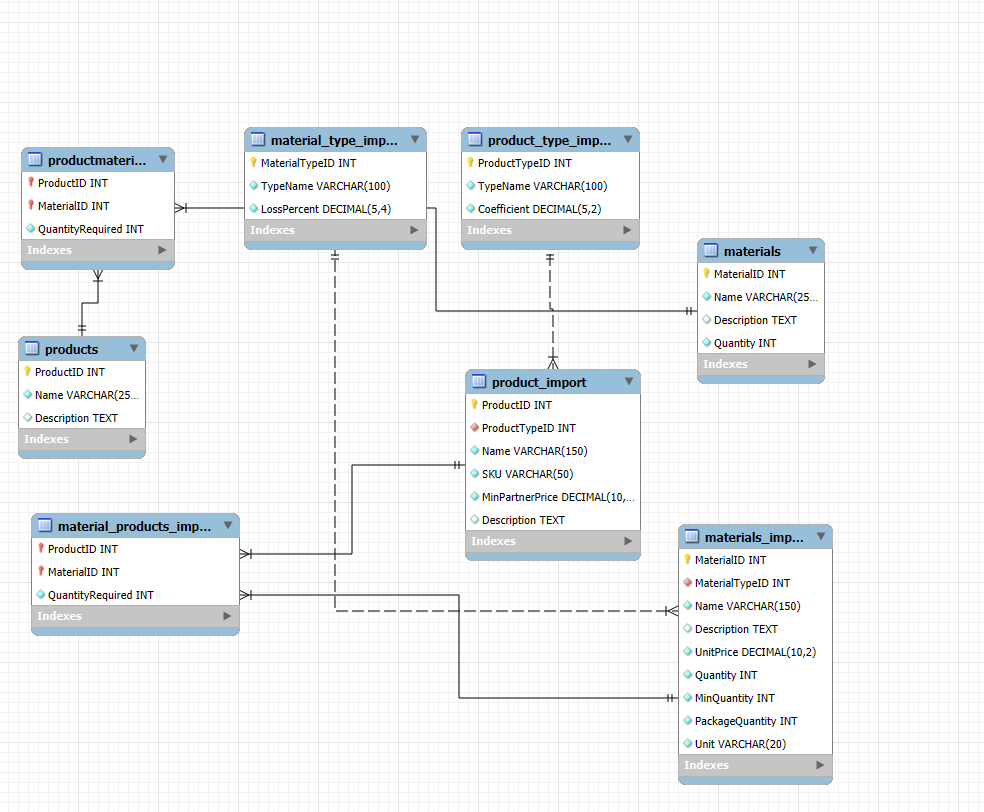 productmateri...
ProductID INT
MaterialID INT
QuantityRequired INT
Indexes
material_type_imp...
MaterialTypeID INT
TypeName VARCHAR(100)
LossPercent DECIMAL(5,4)
Indexes
product_type_imp...
ProductTypeID INT
TypeName VARCHAR(100)
Coefficient DECIMAL(5,2)
Indexes
materials
MaterialID INT
Name VARCHAR(25...
Description TEXT
Quantity INT
Indexes
products
ProductID INT
Name VARCHAR(25...
Description TEXT
Indexes
product_import
ProductID INT
ProductTypeID INT
Name VARCHAR(150)
SKU VARCHAR(50)
MinPartnerPrice DECIMAL(10,...
Description TEXT
Indexes
material_products_imp...
ProductID INT
MaterialID INT
QuantityRequired INT
Indexes
materials_imp...
MaterialID INT
MaterialTypeID INT
Name VARCHAR(150)
Description TEXT
UnitPrice DECIMAL(10,2)
Quantity INT
MinQuantity INT
PackageQuantity INT
Unit VARCHAR(20)
Indexes